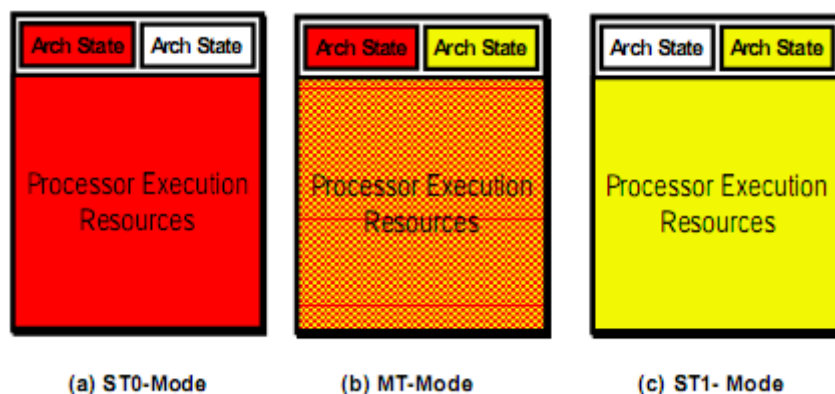 Arch State Arch State
Processor Execution
Resources
(a) ST0-Mode
Arch State Arch State
Processor Execution
Resources
(b) MT-Mode
Arch State Arch State
Processor Execution
Resources
(c) ST1- Mode